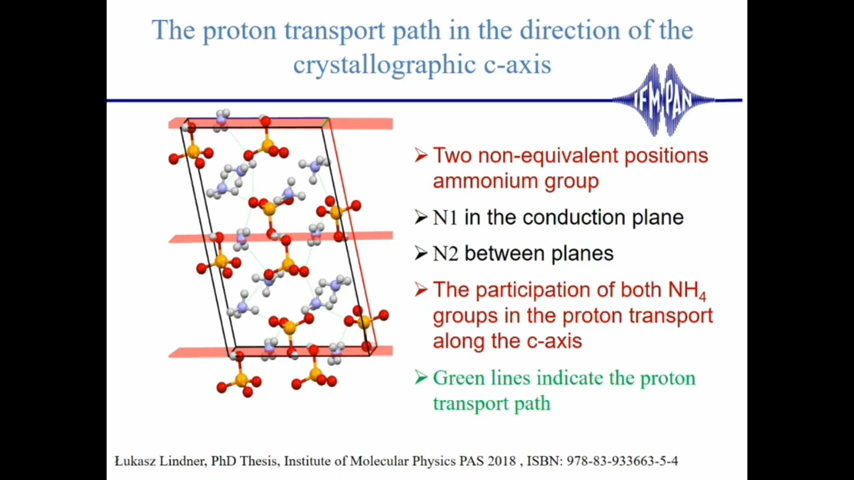 The proton transport path in the direction of the
crystallographic c-axis
IFM PAN
Two non-equivalent positions
ammonium group
N1 in the conduction plane
N2 between planes
The participation of both NH₄
groups in the proton transport
along the c-axis
Green lines indicate the proton
transport path
Łukasz Lindner, PhD Thesis, Institute of Molecular Physics PAS 2018 , ISBN: 978-83-933663-5-4